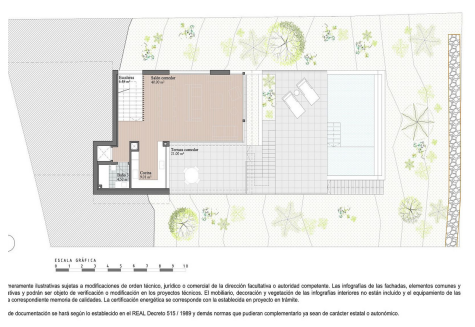 Escalera
Salón comedor
Terraza comedor
Cocina
ESCALA GRÁFICA
0 1 2 3 4 5 6 7 8 9 10
meramente ilustrativas sujetas a modificaciones de orden técnico, jurídico o comercial de la dirección facultativa o autoridad competente. Las infografías de las fachadas, elementos comunes y
ativas y podrán ser objeto de verificación o modificación en los proyectos técnicos. El mobiliario, decoración y vegetación de las infografías interiores no están incluido y el equipamiento de las
a correspondiente memoria de calidades. La certificación energética se corresponde con la establecida en proyecto en trámite.
de documentación se hará según lo establecido en el REAL Decreto 515 / 1989 y demás normas que pudieran complementarlo ya sean de carácter estatal o autonómico.